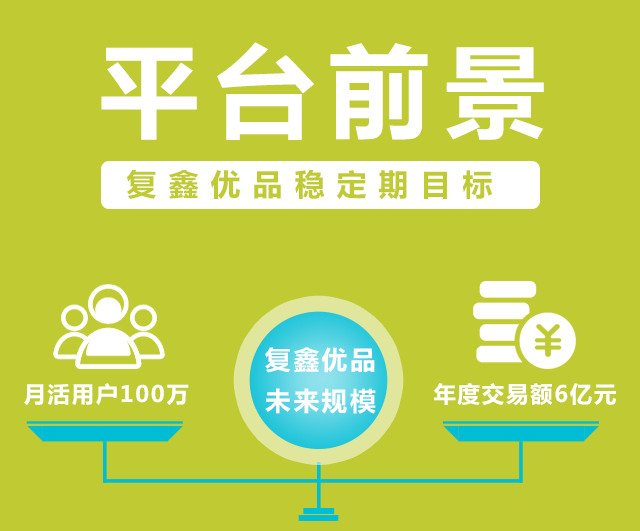 平台前景
复鑫优品稳定期目标
复鑫优品
未来规模
月活用户100万
年度交易额6亿元
¥